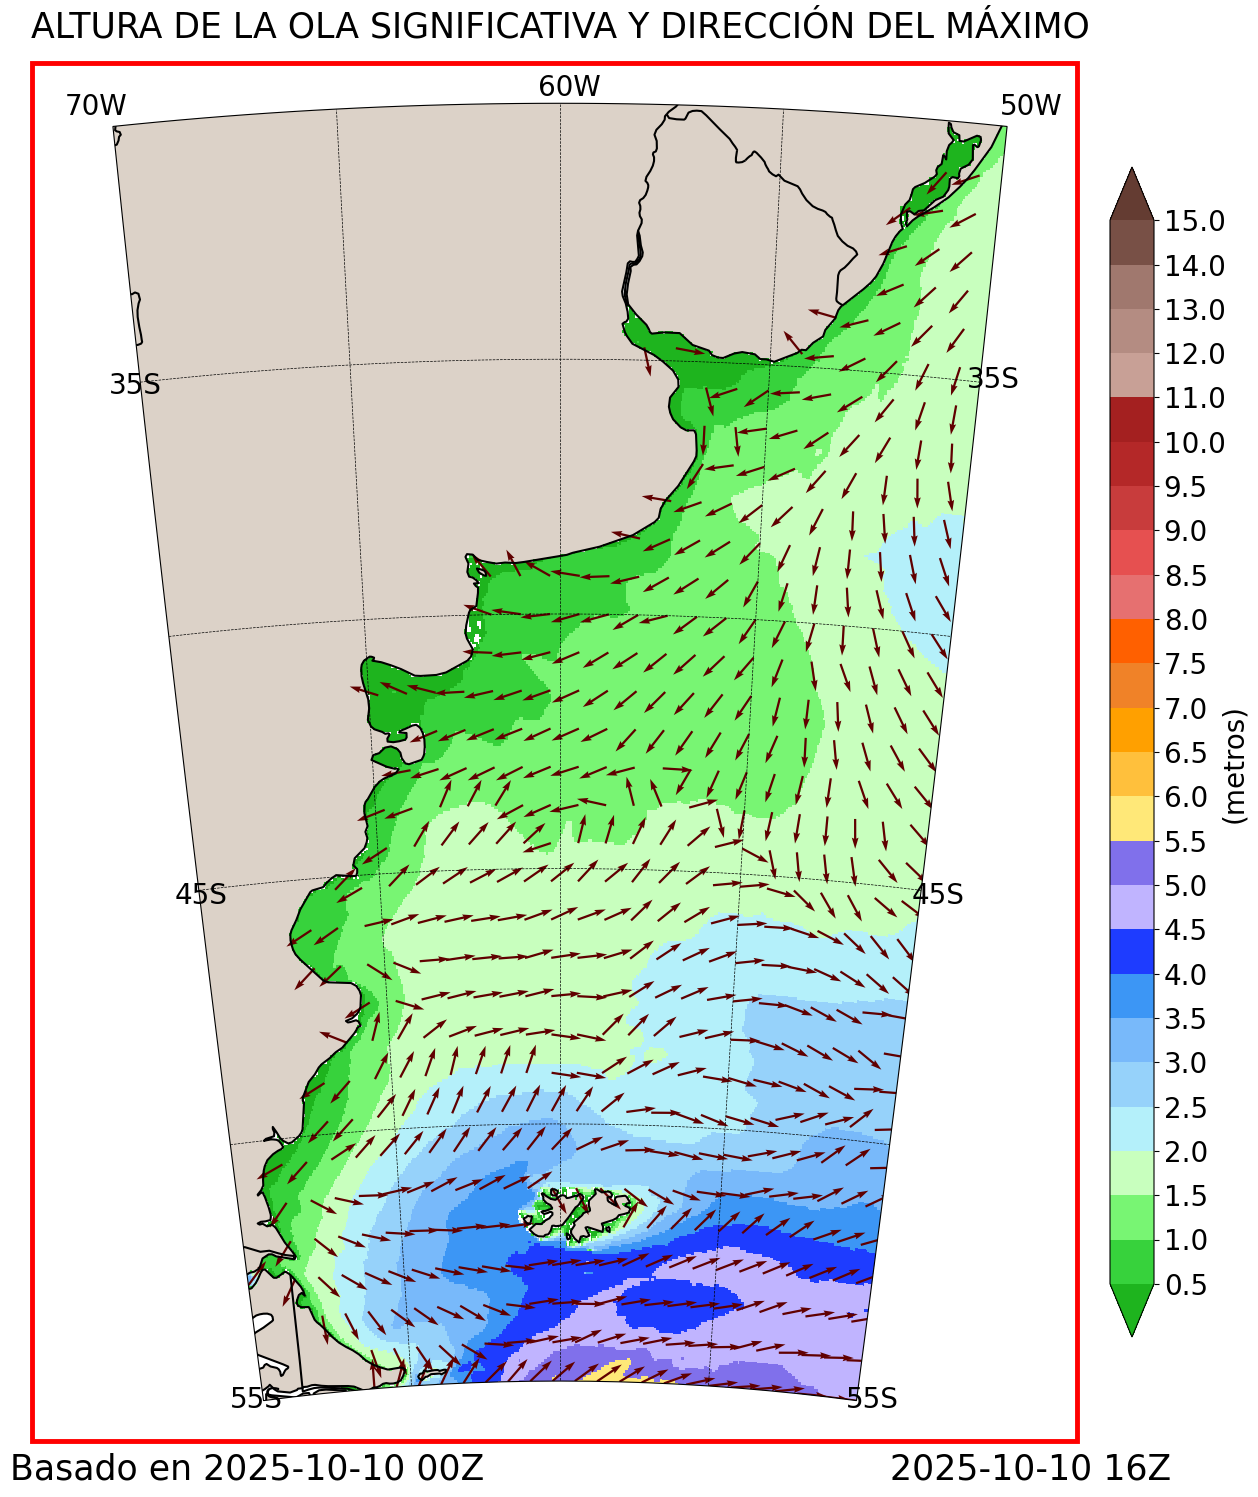 ALTURA DE LA OLA SIGNIFICATIVA Y DIRECCIÓN DEL MÁXIMO
70W
60W
50W
35S
35S
45S
45S
55S
55S
15.0
14.0
13.0
12.0
11.0
10.0
9.5
9.0
8.5
8.0
7.5
7.0
6.5
6.0
5.5
5.0
4.5
4.0
3.5
3.0
2.5
2.0
1.5
1.0
0.5
(metros)
Basado en 2025-10-10 00Z
2025-10-10 16Z